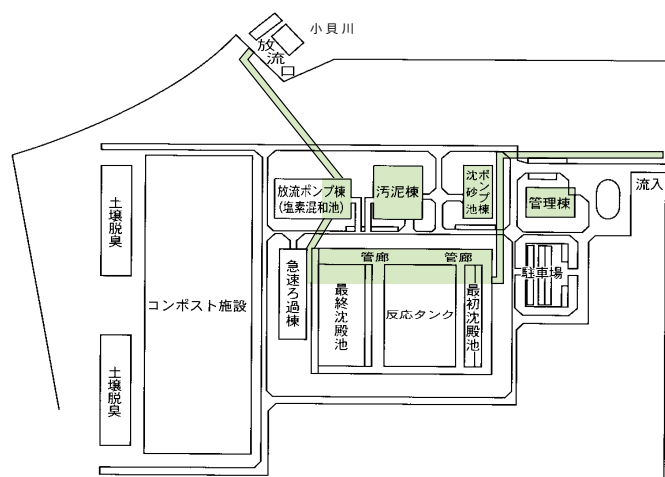 小貝川
放流口
放流ポンプ棟
(塩素混和池)
汚泥棟
沈砂池
ポンプ棟
管理棟
流入
土壌脱臭
コンポスト施設
急速ろ過棟
管廊
管廊
最終沈殿池
反応タンク
最初沈殿池
駐車場
土壌脱臭